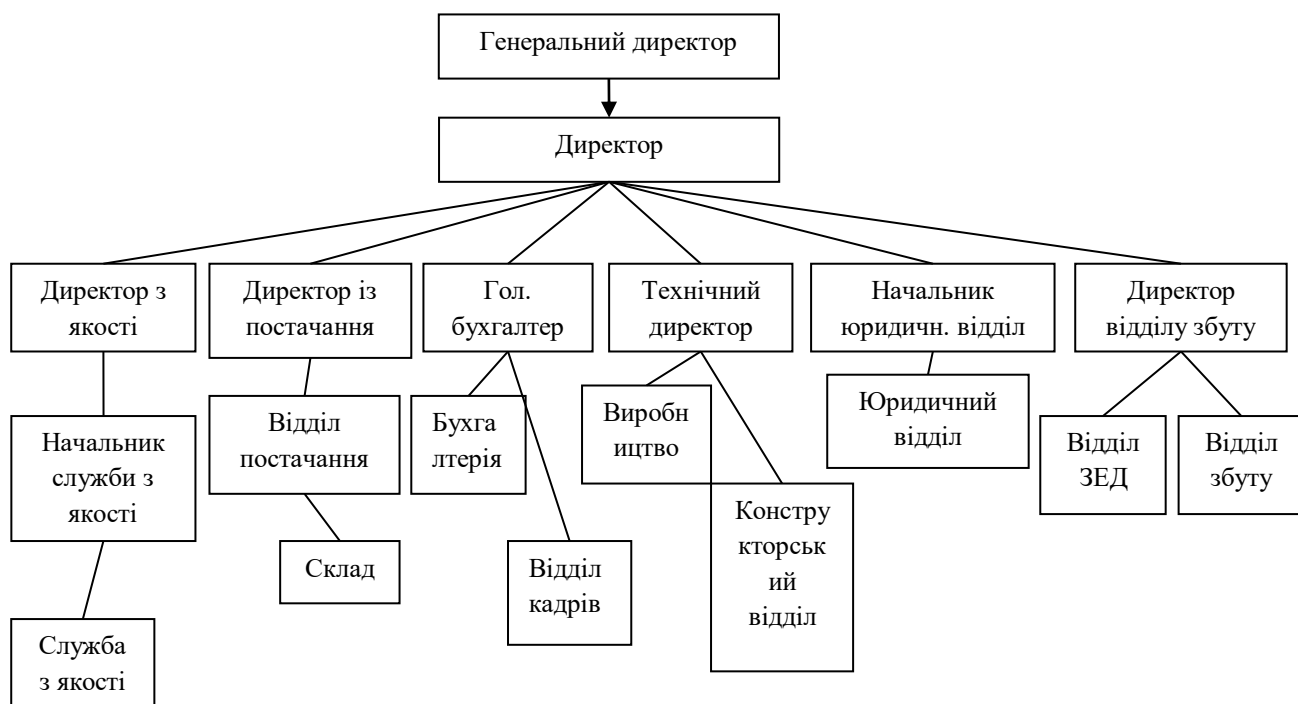 Генеральний директор
Директор
Директор з
якості
Директор із
постачання
Гол.
бухгалтер
Технічний
директор
Начальник
юридичн. відділ
Директор
відділу збуту
Начальник
служби з
якості
Відділ
постачання
Бухга
лтерія
Виробн
ицтво
Юридичний
відділ
Відділ
ЗЕД
Відділ
збуту
Склад
Відділ
кадрів
Констру
кторськ
ий
відділ
Служба
з якості